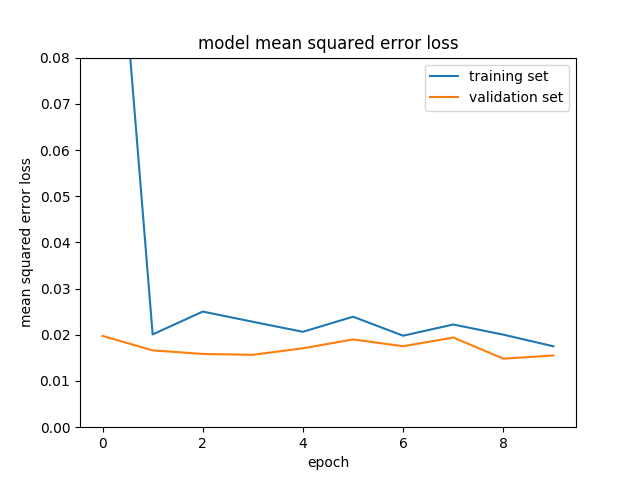 model mean squared error loss
training set
validation set
0.08
0.07
0.06
0.05
0.04
0.03
0.02
0.01
0.00
mean squared error loss
0 2 4 6 8
epoch